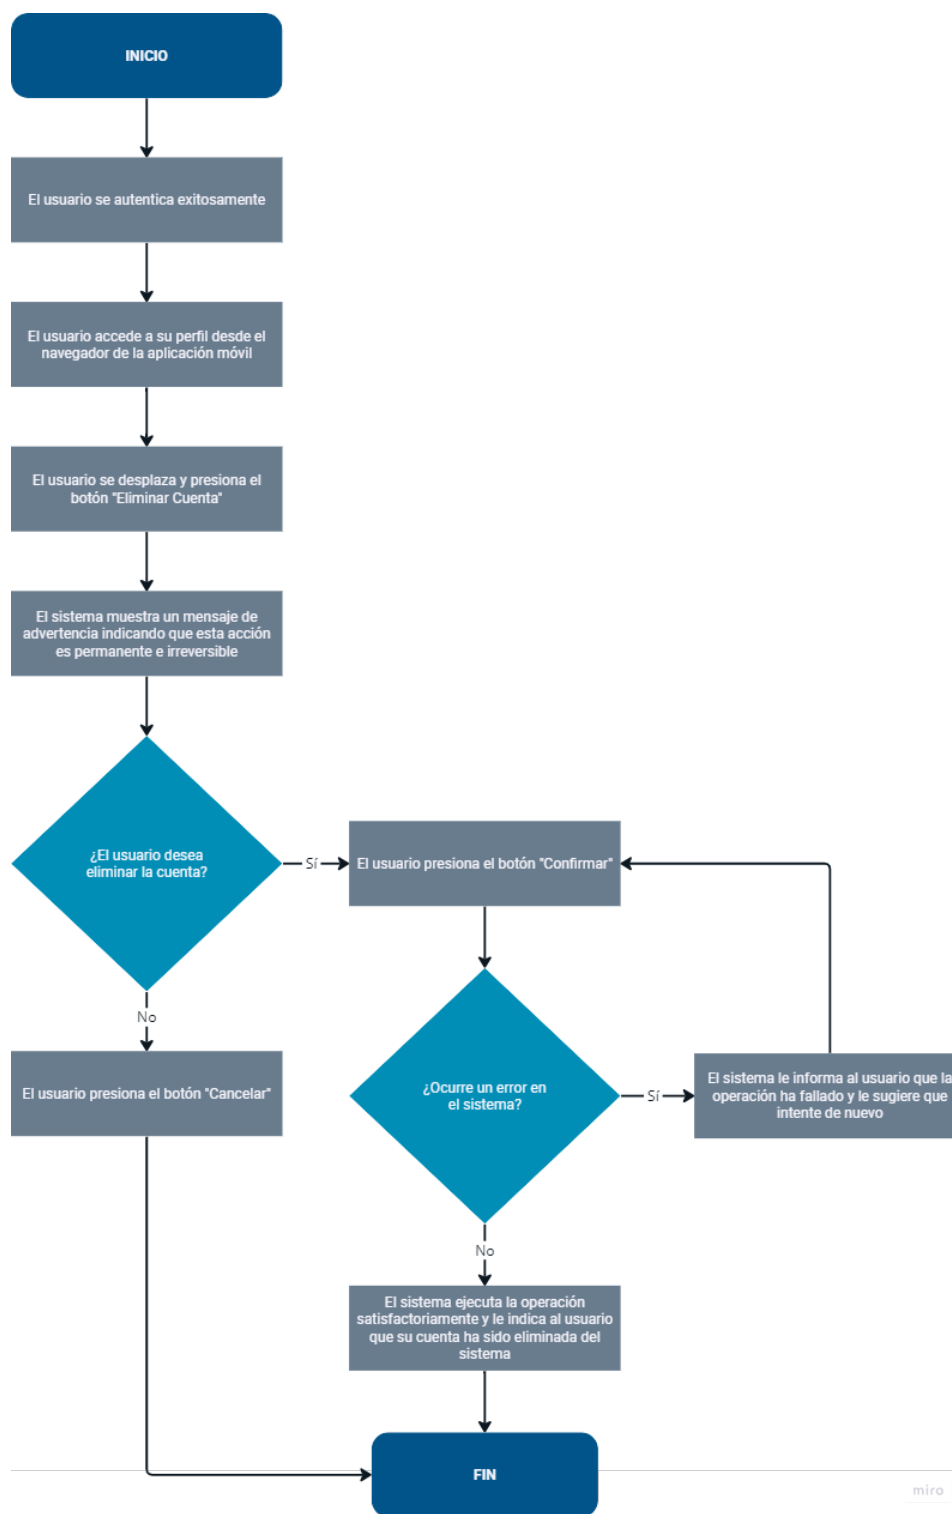 INICIO
El usuario se autentica exitosamente
El usuario accede a su perfil desde el
navegador de la aplicación móvil
El usuario se desplaza y presiona el
botón "Eliminar Cuenta"
El sistema muestra un mensaje de
advertencia indicando que esta acción
es permanente e irreversible
¿El usuario desea
eliminar la cuenta?
Sí
El usuario presiona el botón "Confirmar"
No
El usuario presiona el botón "Cancelar"
¿Ocurre un error en
el sistema?
Sí
El sistema le informa al usuario que la
operación ha fallado y le sugiere que
intente de nuevo
No
El sistema ejecuta la operación
satisfactoriamente y le indica al usuario
que su cuenta ha sido eliminada del
sistema
FIN
miro